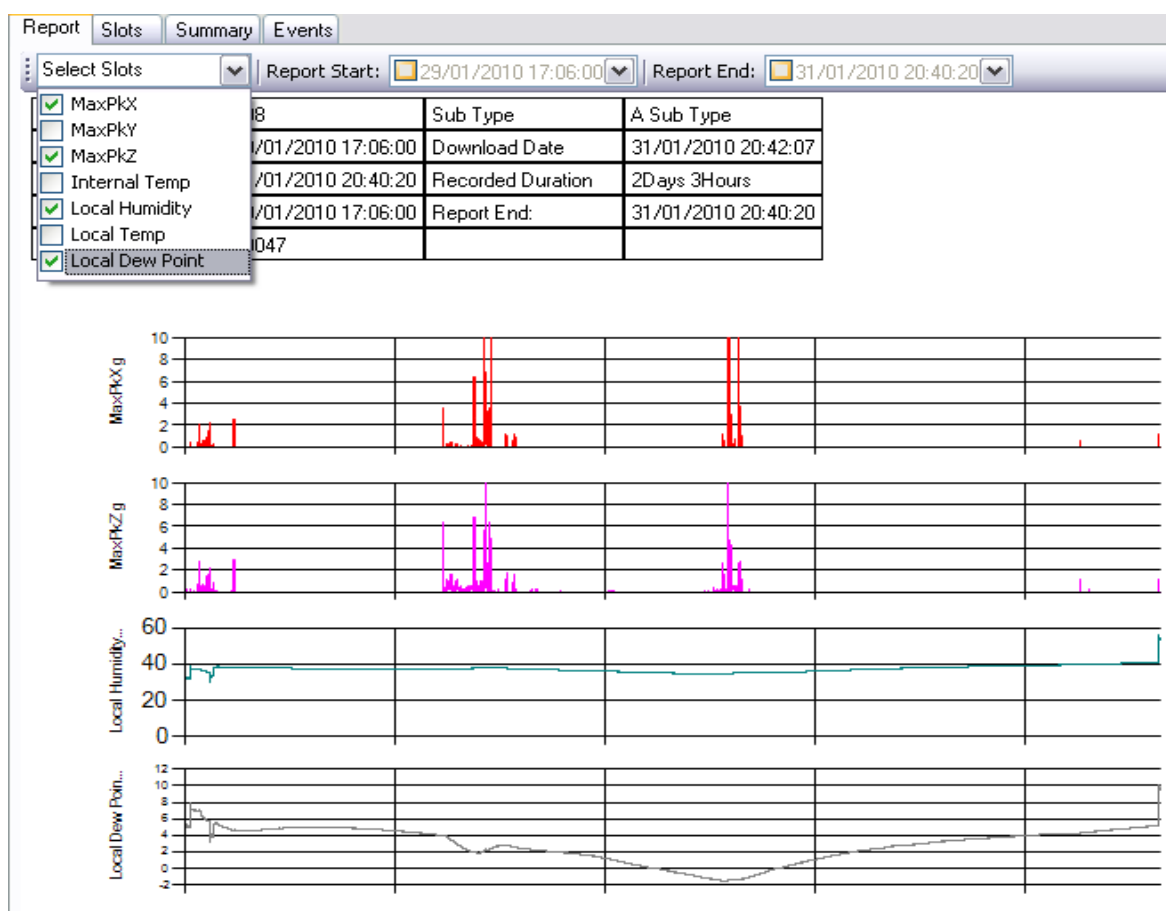 Report Slots Summary Events
Select Slots Report Start: 29/01/2010 17:06:00 Report End: 31/01/2010 20:40:20
MaxPkX
MaxPkY
MaxPkZ
Internal Temp
Local Humidity
Local Temp
Local Dew Point
Sub Type A Sub Type
/01/2010 17:06:00 Download Date 31/01/2010 20:42:07
/01/2010 20:40:20 Recorded Duration 2Days 3Hours
/01/2010 17:06:00 Report End: 31/01/2010 20:40:20
0047
MaxPkX g
10
8
6
4
2
0
MaxPkZ g
10
8
6
4
2
0
Local Humidity...
60
40
20
0
Local Dew Poin...
12
10
8
6
4
2
0
-2